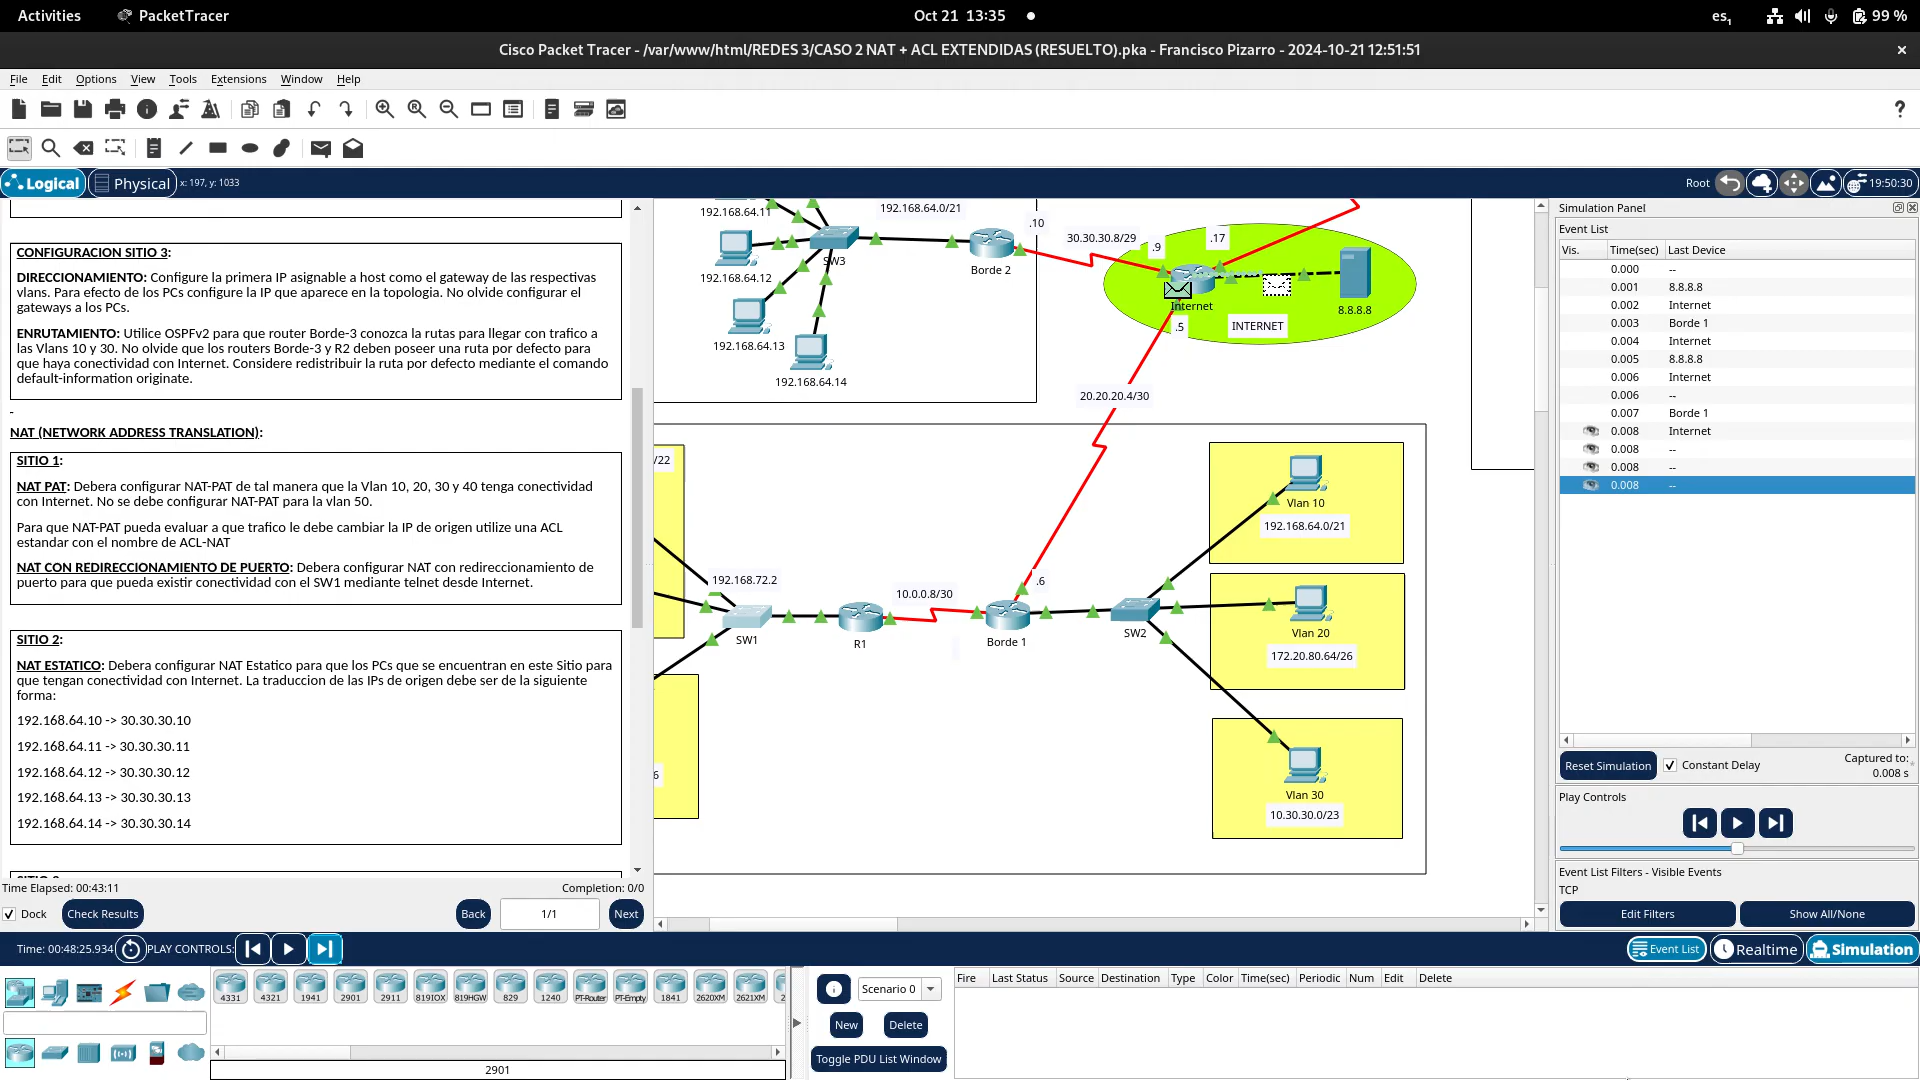 Activities
PacketTracer
Oct 21 13:35
es₁
99 %
Cisco Packet Tracer - /var/www/html/REDES 3/CASO 2 NAT + ACL EXTENDIDAS (RESUELTO).pka - Francisco Pizarro - 2024-10-21 12:51:51
File Edit Options View Tools Extensions Window Help
Logical
Physical
x: 197, y: 1033
Root
19:50:30
CONFIGURACION SITIO 3:
DIRECCIONAMIENTO: Configure la primera IP asignable a host como el gateway de las respectivas
vlans. Para efecto de los PCs configure la IP que aparece en la topologia. No olvide configurar el
gateways a los PCs.
ENRUTAMIENTO: Utilice OSPFv2 para que router Borde-3 conozca la rutas para llegar con trafico a
las Vlans 10 y 30. No olvide que los routers Borde-3 y R2 deben poseer una ruta por defecto para
que haya conectividad con Internet. Considere redistribuir la ruta por defecto mediante el comando
default-information originate.
-
NAT (NETWORK ADDRESS TRANSLATION):
SITIO 1:
NAT PAT: Debera configurar NAT-PAT de tal manera que la Vlan 10, 20, 30 y 40 tenga conectividad
con Internet. No se debe configurar NAT-PAT para la vlan 50.
Para que NAT-PAT pueda evaluar a que trafico le debe cambiar la IP de origen utilize una ACL
estandar con el nombre de ACL-NAT
NAT CON REDIRECCIONAMIENTO DE PUERTO: Debera configurar NAT con redireccionamiento de
puerto para que pueda existir conectividad con el SW1 mediante telnet desde Internet.
SITIO 2:
NAT ESTATICO: Debera configurar NAT Estatico para que los PCs que se encuentran en este Sitio para
que tengan conectividad con Internet. La traduccion de las IPs de origen debe ser de la siguiente
forma:
192.168.64.10 -> 30.30.30.10
192.168.64.11 -> 30.30.30.11
192.168.64.12 -> 30.30.30.12
192.168.64.13 -> 30.30.30.13
192.168.64.14 -> 30.30.30.14
Time Elapsed: 00:43:11
Completion: 0/0
Dock
Check Results
Back
1/1
Next
192.168.64.11
192.168.64.0/21
.10
30.30.30.8/29
.9
.17
SW3
Borde 2
192.168.64.12
Internet
8.8.8.8
.5
INTERNET
192.168.64.13
192.168.64.14
20.20.20.4/30
/22
Vlan 10
192.168.64.0/21
192.168.72.2
10.0.0.8/30
.6
SW1
R1
Borde 1
SW2
Vlan 20
172.20.80.64/26
6
Vlan 30
10.30.30.0/23
Simulation Panel
Event List
Vis. Time(sec) Last Device
0.000 --
0.001 8.8.8.8
0.002 Internet
0.003 Borde 1
0.004 Internet
0.005 8.8.8.8
0.006 Internet
0.006 --
0.007 Borde 1
0.008 Internet
0.008 --
0.008 --
0.008 --
Reset Simulation
Constant Delay
Captured to:
0.008 s
Play Controls
Event List Filters - Visible Events
TCP
Edit Filters
Show All/None
Time: 00:48:25.934
PLAY CONTROLS:
Event List
Realtime
Simulation
4331 4321 1941 2901 2911 819IOX 819HGW 829 1240 PT-Router PT-Empty 1841 2620XM 2621XM 2
2901
Scenario 0
New
Delete
Toggle PDU List Window
Fire Last Status Source Destination Type Color Time(sec) Periodic Num Edit Delete